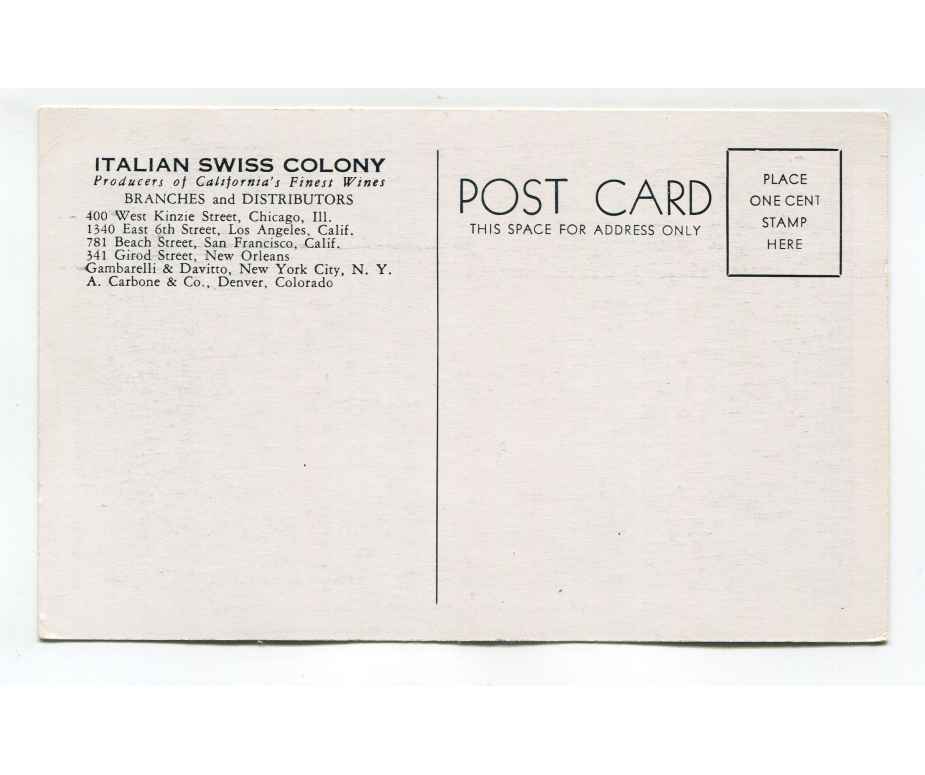 ITALIAN SWISS COLONY
Producers of California's Finest Wines
BRANCHES and DISTRIBUTORS
400 West Kinzie Street, Chicago, Ill.
1340 East 6th Street, Los Angeles, Calif.
781 Beach Street, San Francisco, Calif.
341 Girod Street, New Orleans
Gambarelli & Davitto, New York City, N. Y.
A. Carbone & Co., Denver, Colorado
POST CARD
THIS SPACE FOR ADDRESS ONLY
PLACE
ONE CENT
STAMP
HERE